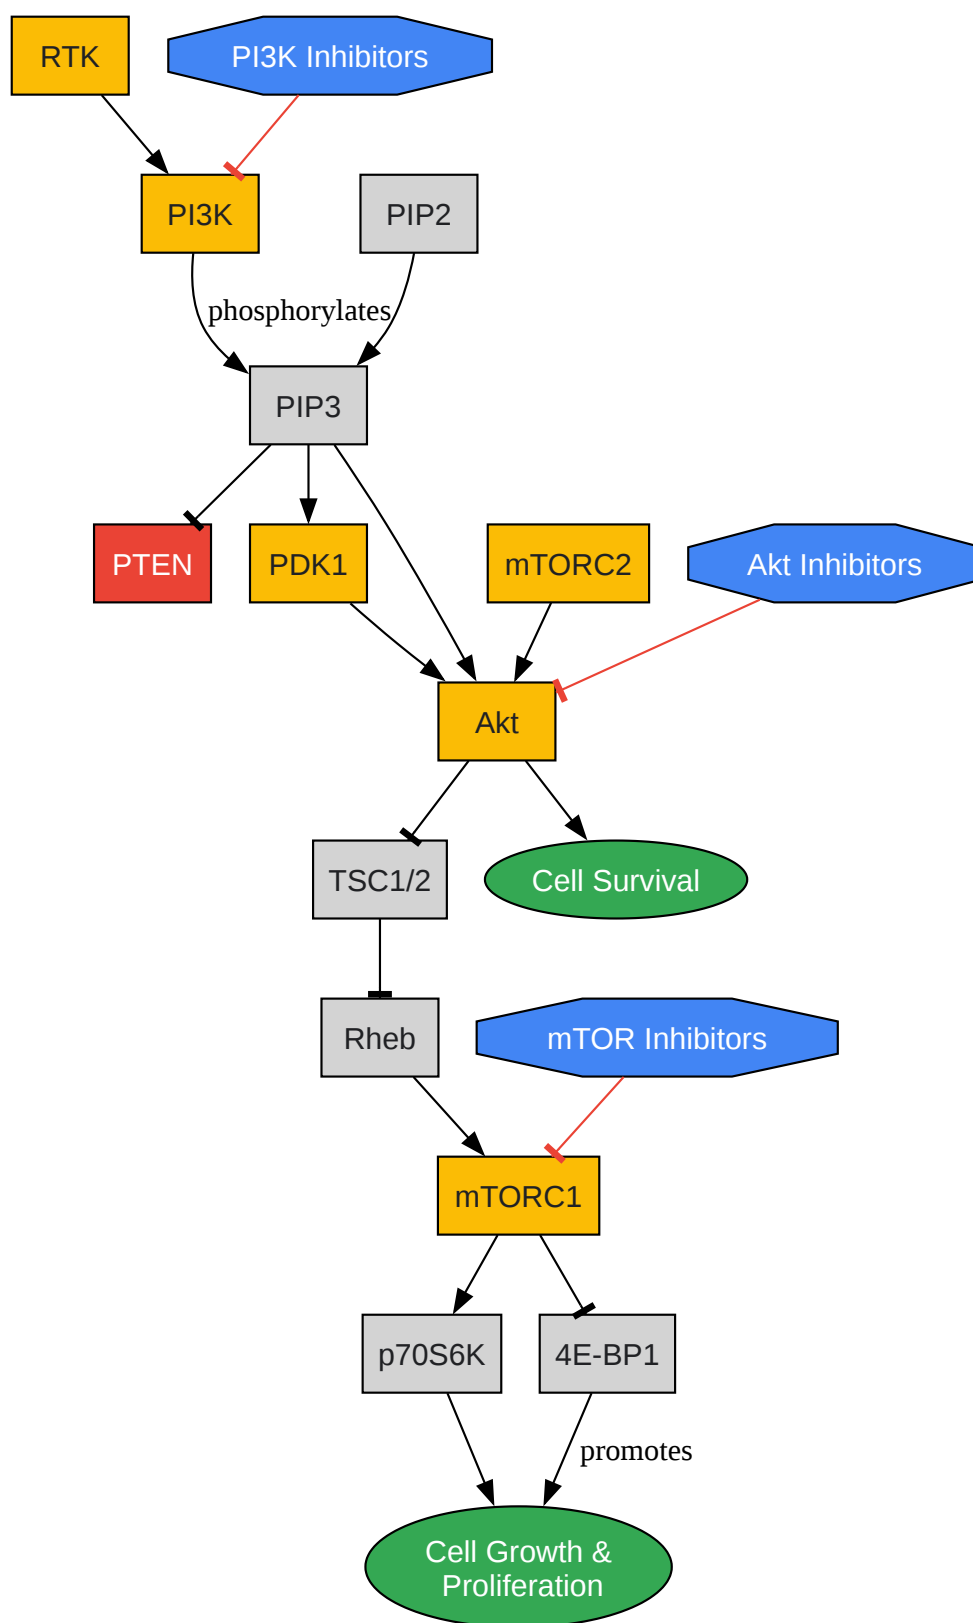 RTK
PI3K Inhibitors
PI3K
PIP2
phosphorylates
PIP3
PTEN
PDK1
mTORC2
Akt Inhibitors
Akt
TSC1/2
Cell Survival
Rheb
mTOR Inhibitors
mTORC1
p70S6K
4E-BP1
promotes
Cell Growth &
Proliferation